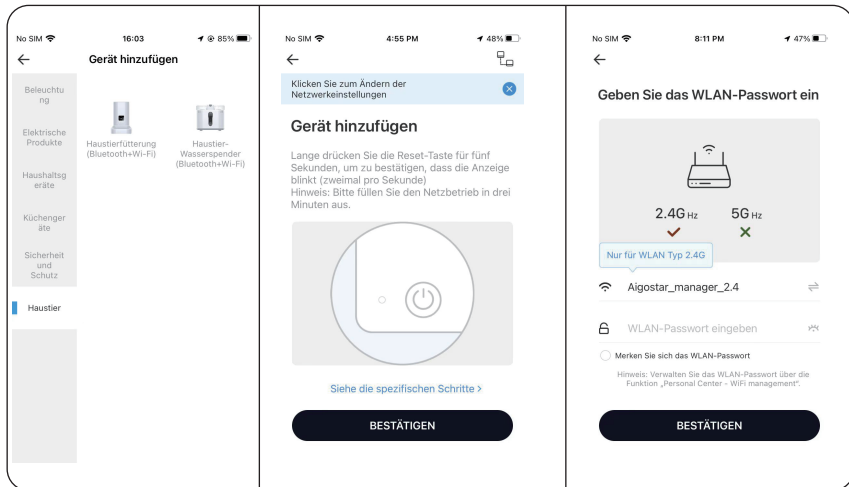 No SIM 16:03 85%
Gerät hinzufügen
Beleuchtu
ng
Elektrische
Produkte
Haushaltsg
eräte
Küchenger
äte
Sicherheit
und
Schutz
Haustier
Haustierfütterung
(Bluetooth+Wi-Fi)
Haustier-
Wasserspender
(Bluetooth+Wi-Fi)
No SIM 4:55 PM 48%
Klicken Sie zum Ändern der
Netzwerkeinstellungen
Gerät hinzufügen
Lange drücken Sie die Reset-Taste für fünf
Sekunden, um zu bestätigen, dass die Anzeige
blinkt (zweimal pro Sekunde)
Hinweis: Bitte füllen Sie den Netzbetrieb in drei
Minuten aus.
Siehe die spezifischen Schritte >
BESTÄTIGEN
No SIM 8:11 PM 47%
Geben Sie das WLAN-Passwort ein
2.4G Hz 5G Hz
Nur für WLAN Typ 2.4G
Aigostar_manager_2.4
WLAN-Passwort eingeben
Merken Sie sich das WLAN-Passwort
Hinweis: Verwalten Sie das WLAN-Passwort über die
Funktion „Personal Center - WiFi management".
BESTÄTIGEN